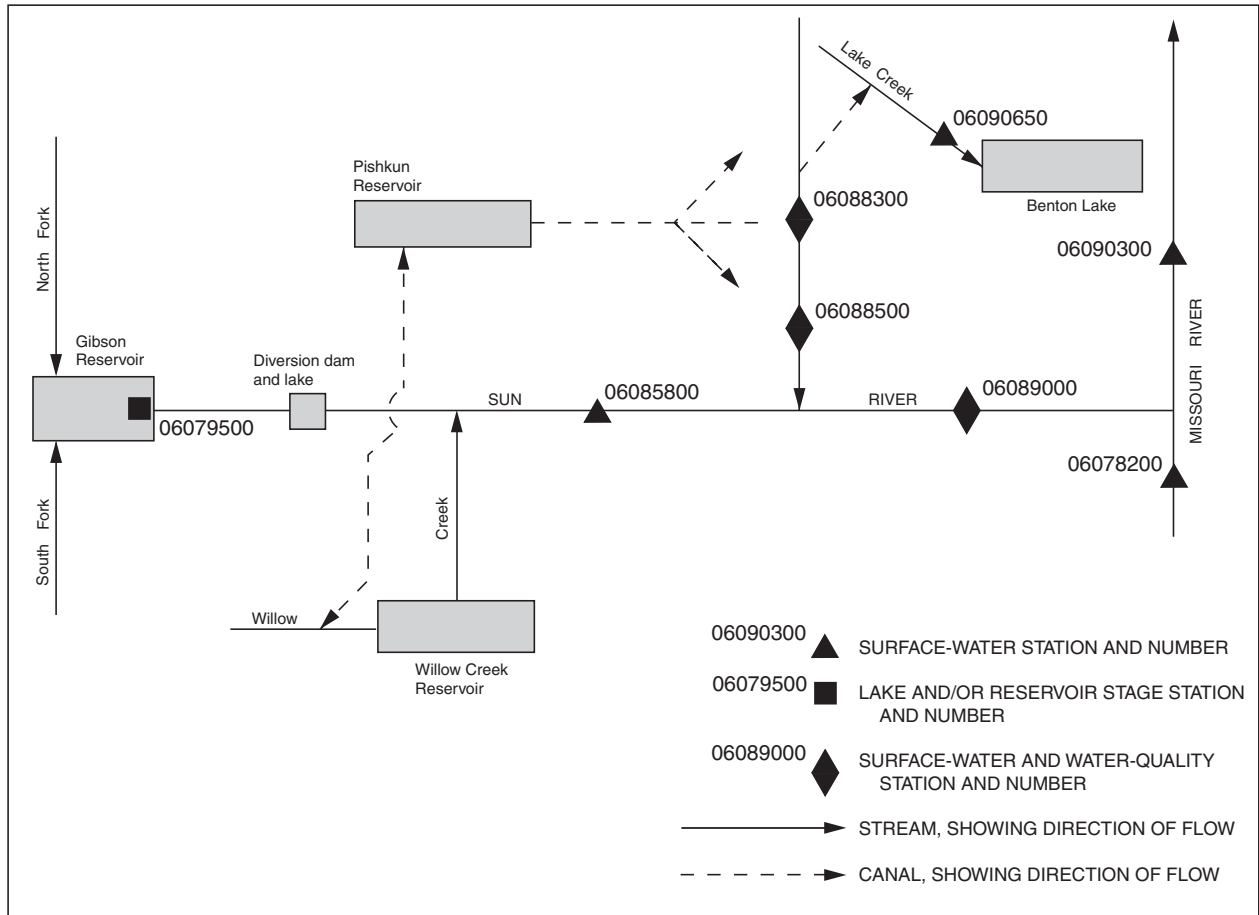 Lake Creek
06090650
Benton Lake
Pishkun
Reservoir
06088300
06090300
North Fork
06088500
MISSOURI RIVER
Gibson
Reservoir
Diversion dam
and lake
06079500
SUN
06085800
RIVER
06089000
06078200
South Fork
Creek
Willow
Willow Creek
Reservoir
06090300
SURFACE-WATER STATION AND NUMBER
06079500
LAKE AND/OR RESERVOIR STAGE STATION
AND NUMBER
06089000
SURFACE-WATER AND WATER-QUALITY
STATION AND NUMBER
STREAM, SHOWING DIRECTION OF FLOW
CANAL, SHOWING DIRECTION OF FLOW